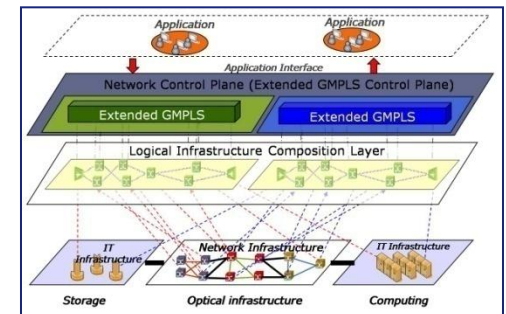 Application
Application
Application Interface
Network Control Plane (Extended GMPLS Control Plane)
Extended GMPLS
Extended GMPLS
Logical Infrastructure Composition Layer
IT
Infrastructure
Network Infrastructure
IT Infrastructure
Storage
Optical infrastructure
Computing